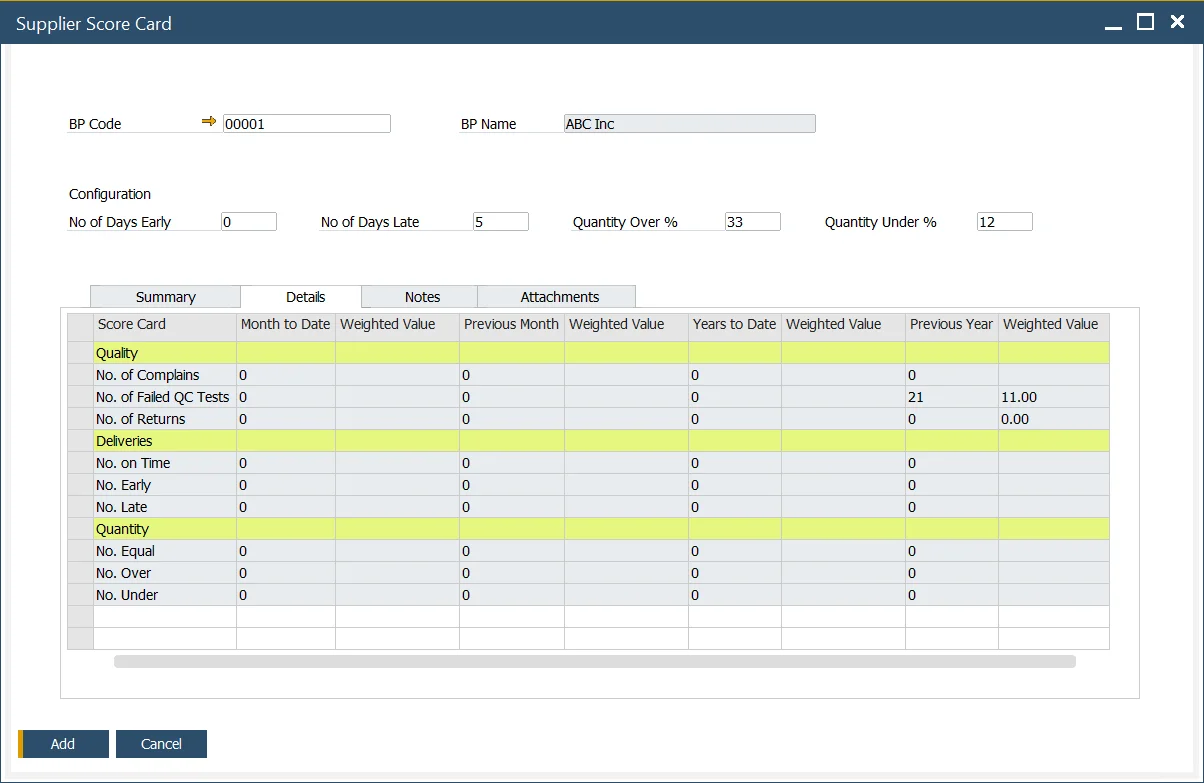 Supplier Score Card
BP Code 00001 BP Name ABC Inc
Configuration
No of Days Early 0 No of Days Late 5 Quantity Over % 33 Quantity Under % 12
Summary Details Notes Attachments
Score Card Month to Date Weighted Value Previous Month Weighted Value Years to Date Weighted Value Previous Year Weighted Value
Quality
No. of Complains 0 0 0 0
No. of Failed QC Tests 0 0 0 21 11.00
No. of Returns 0 0 0 0 0.00
Deliveries
No. on Time 0 0 0 0
No. Early 0 0 0 0
No. Late 0 0 0 0
Quantity
No. Equal 0 0 0 0
No. Over 0 0 0 0
No. Under 0 0 0 0
Add Cancel